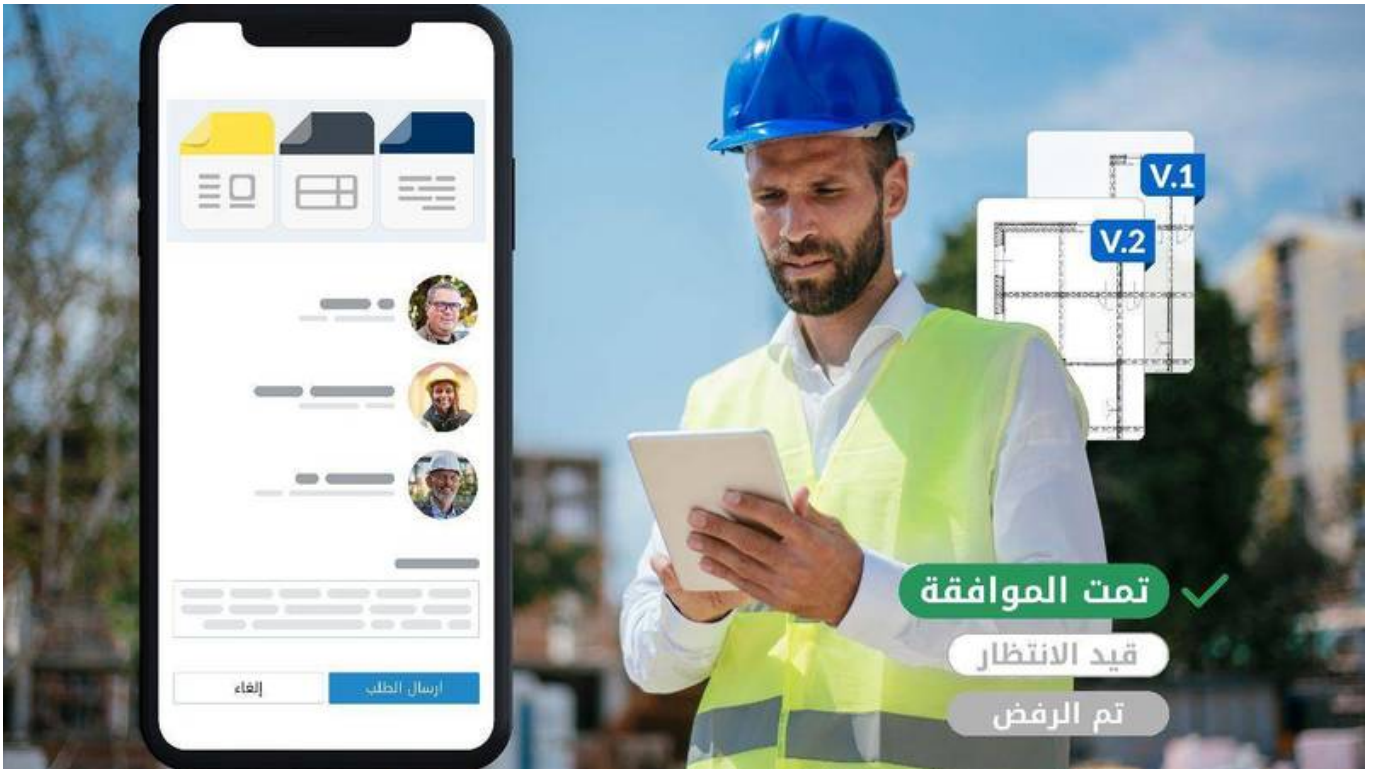 V.1
V.2
تمت الموافقة
قيد الانتظار
تم الرفض
ارسال الطلب
إلغاء